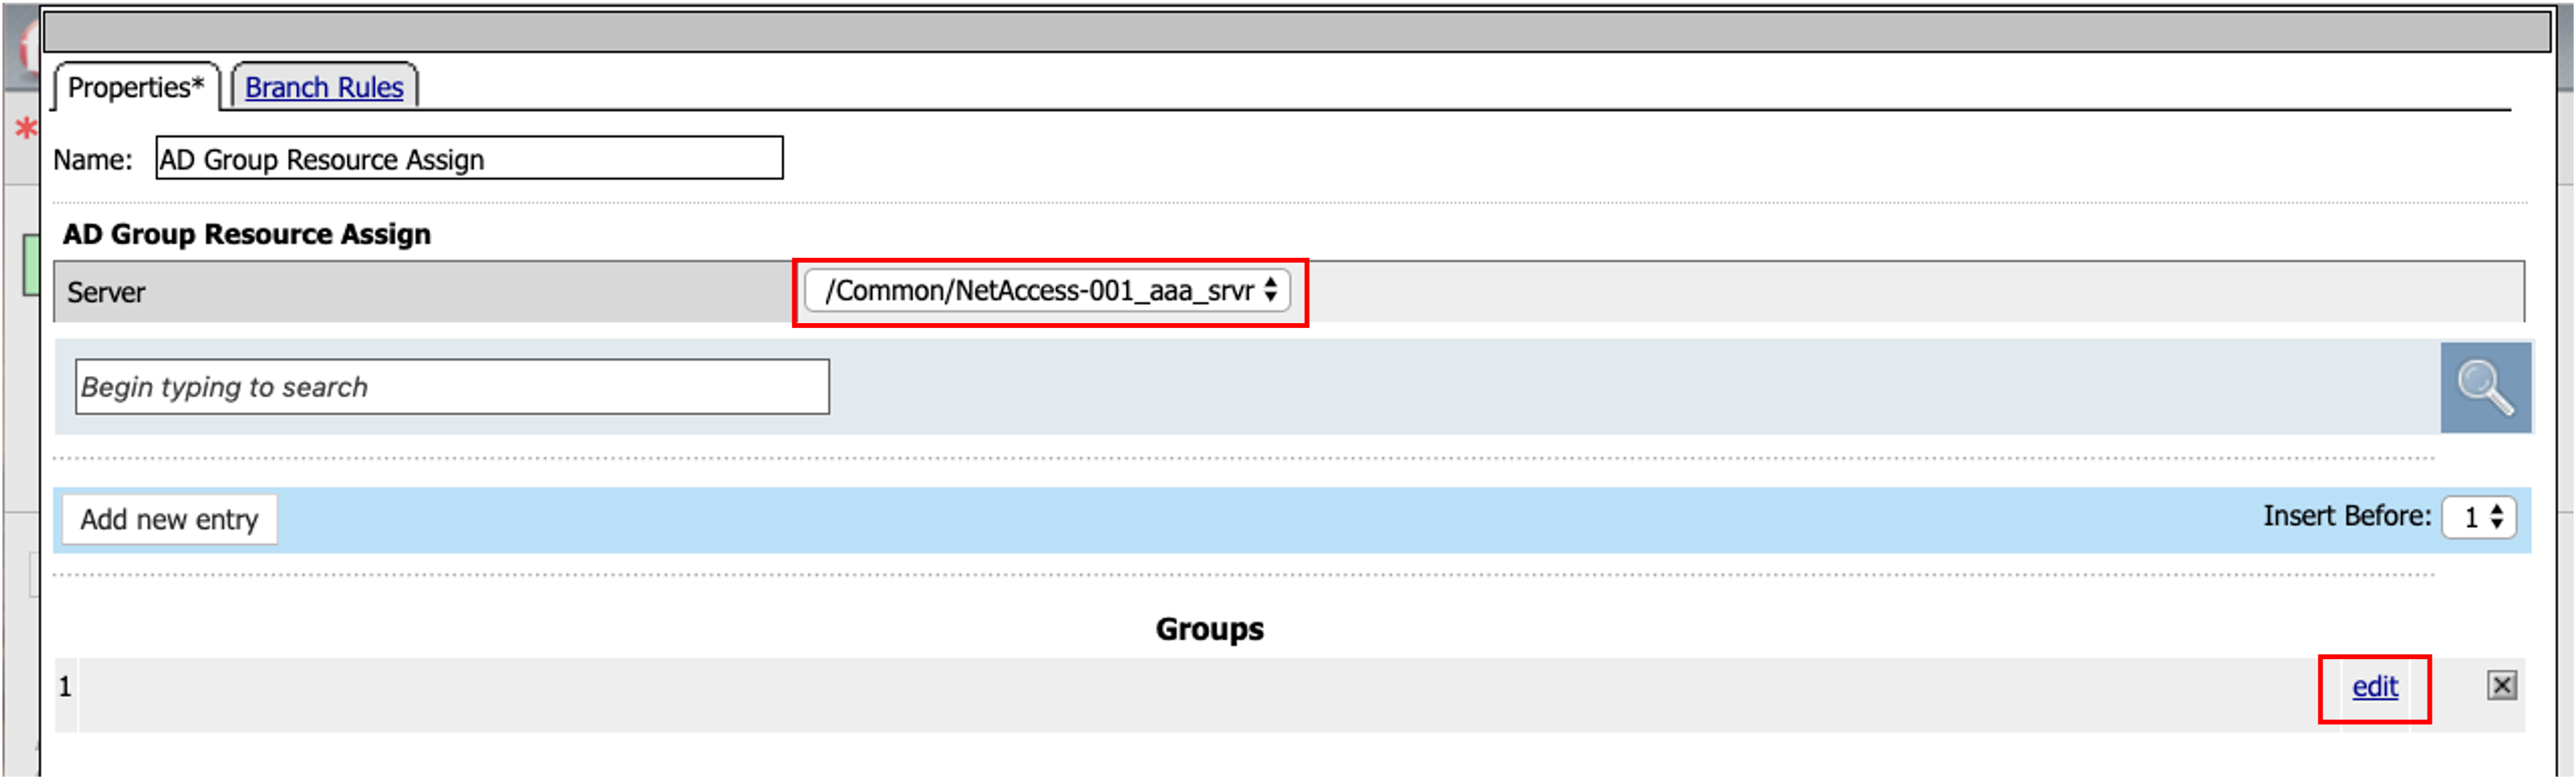 Properties* Branch Rules
*
Name: AD Group Resource Assign
AD Group Resource Assign
Server /Common/NetAccess-001_aaa_srvr
Begin typing to search
Add new entry Insert Before: 1
Groups
1 edit